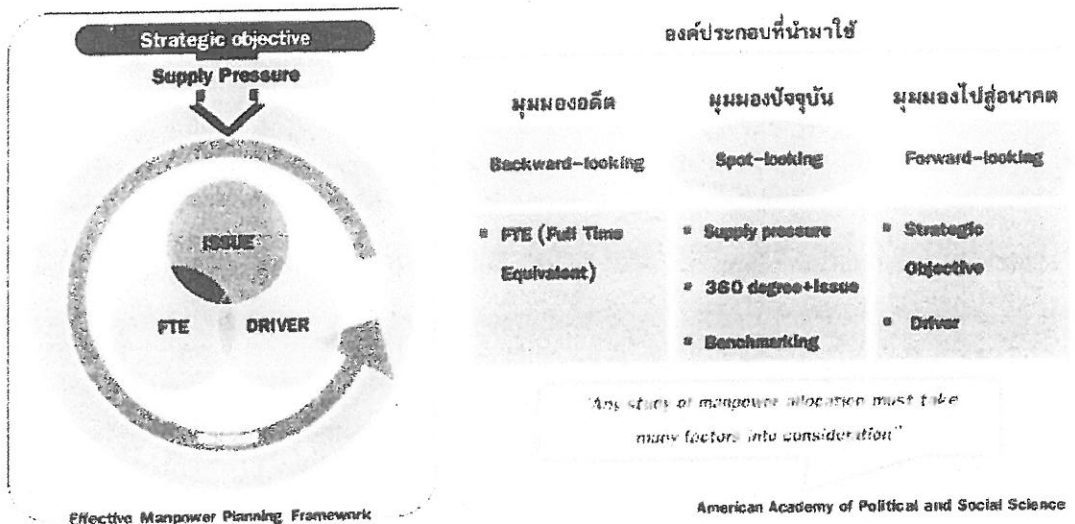 Strategic objective
Supply Pressure
ISSUE
FTE DRIVER
Effective Manpower Planning Framework
องค์ประกอบที่นำมาใช้
มุมมองอดีต มุมมองปัจจุบัน มุมมองไปสู่อนาคต
Backward-looking Spot-looking Forward-looking
▪ FTE (Full Time
Equivalent)
▪ Supply pressure
▪ 360 degree+Issue
▪ Benchmarking
▪ Strategic
Objective
▪ Driver
"Any study of manpower allocation must take
many factors into consideration"
American Academy of Political and Social Science